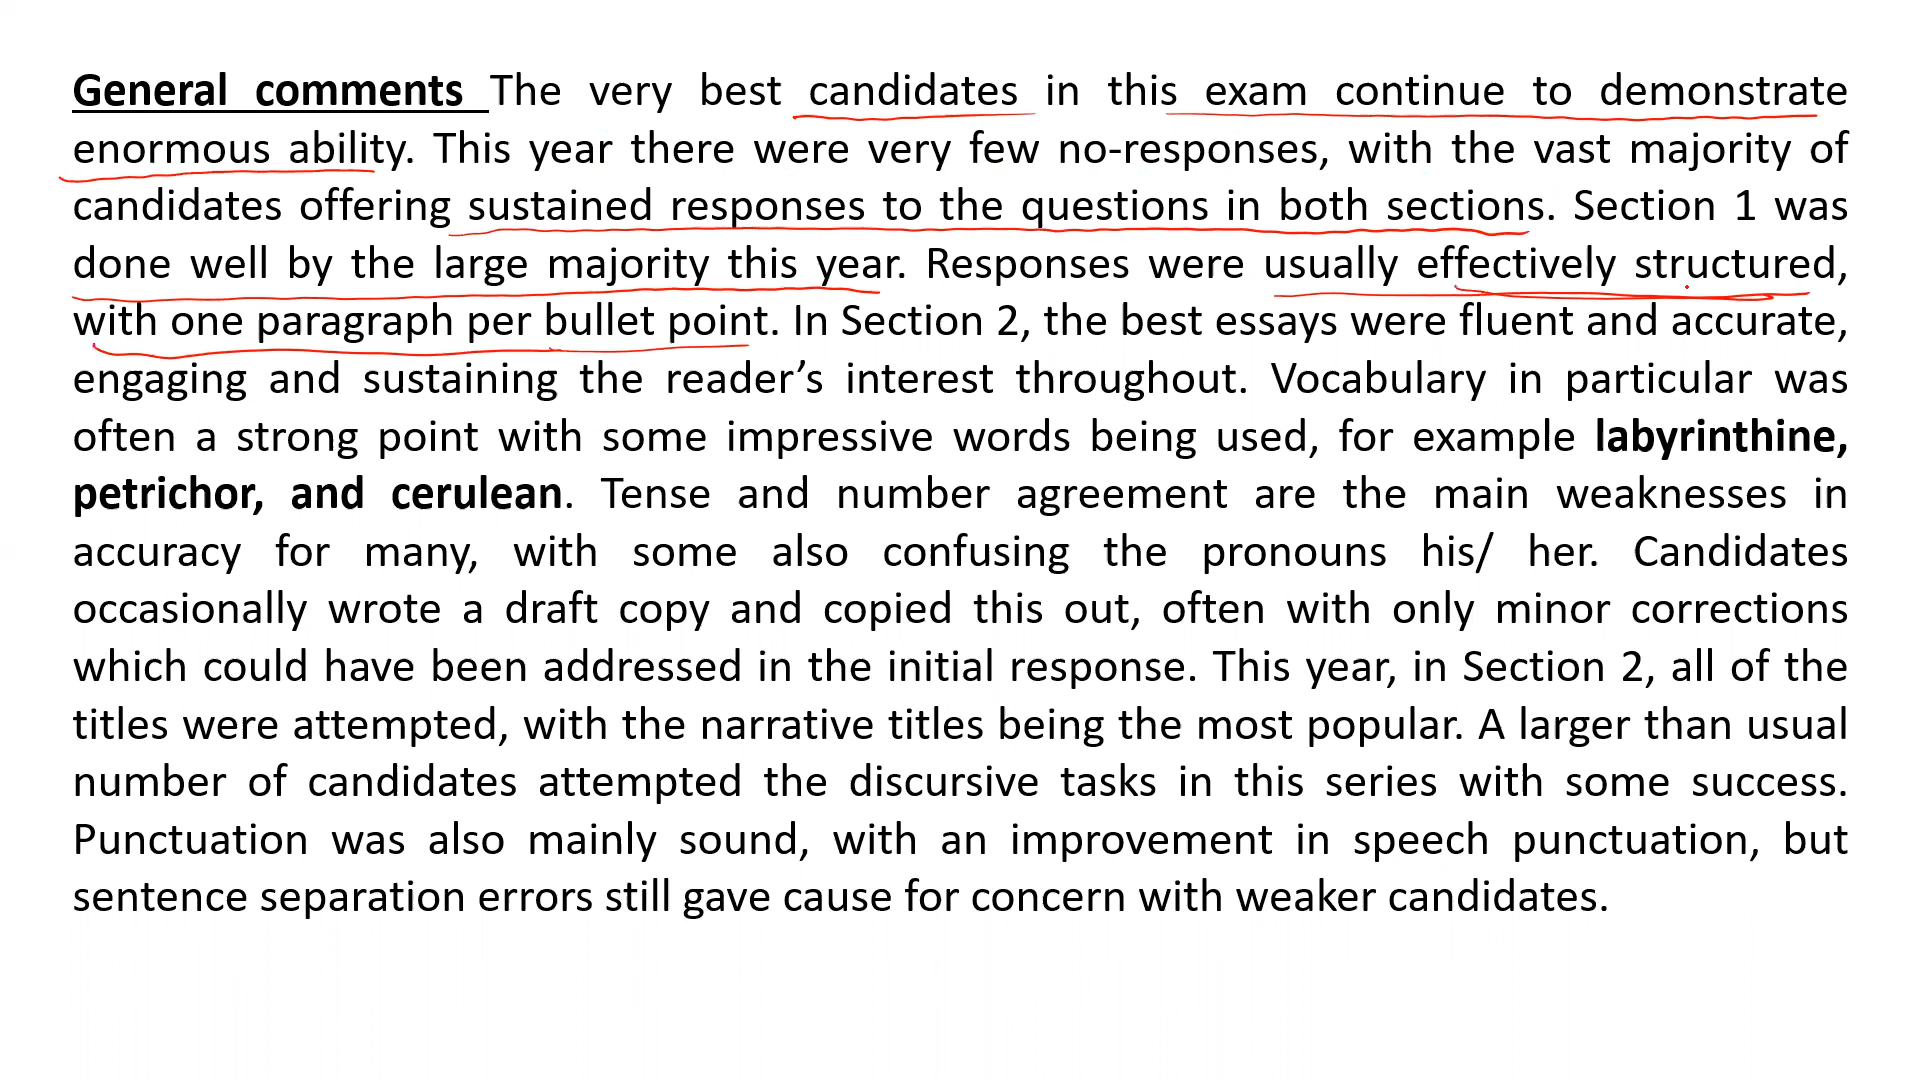 General comments The very best candidates in this exam continue to demonstrate
enormous ability. This year there were very few no-responses, with the vast majority of
candidates offering sustained responses to the questions in both sections. Section 1 was
done well by the large majority this year. Responses were usually effectively structured,
with one paragraph per bullet point. In Section 2, the best essays were fluent and accurate,
engaging and sustaining the reader’s interest throughout. Vocabulary in particular was
often a strong point with some impressive words being used, for example labyrinthine,
petrichor, and cerulean. Tense and number agreement are the main weaknesses in
accuracy for many, with some also confusing the pronouns his/ her. Candidates
occasionally wrote a draft copy and copied this out, often with only minor corrections
which could have been addressed in the initial response. This year, in Section 2, all of the
titles were attempted, with the narrative titles being the most popular. A larger than usual
number of candidates attempted the discursive tasks in this series with some success.
Punctuation was also mainly sound, with an improvement in speech punctuation, but
sentence separation errors still gave cause for concern with weaker candidates.